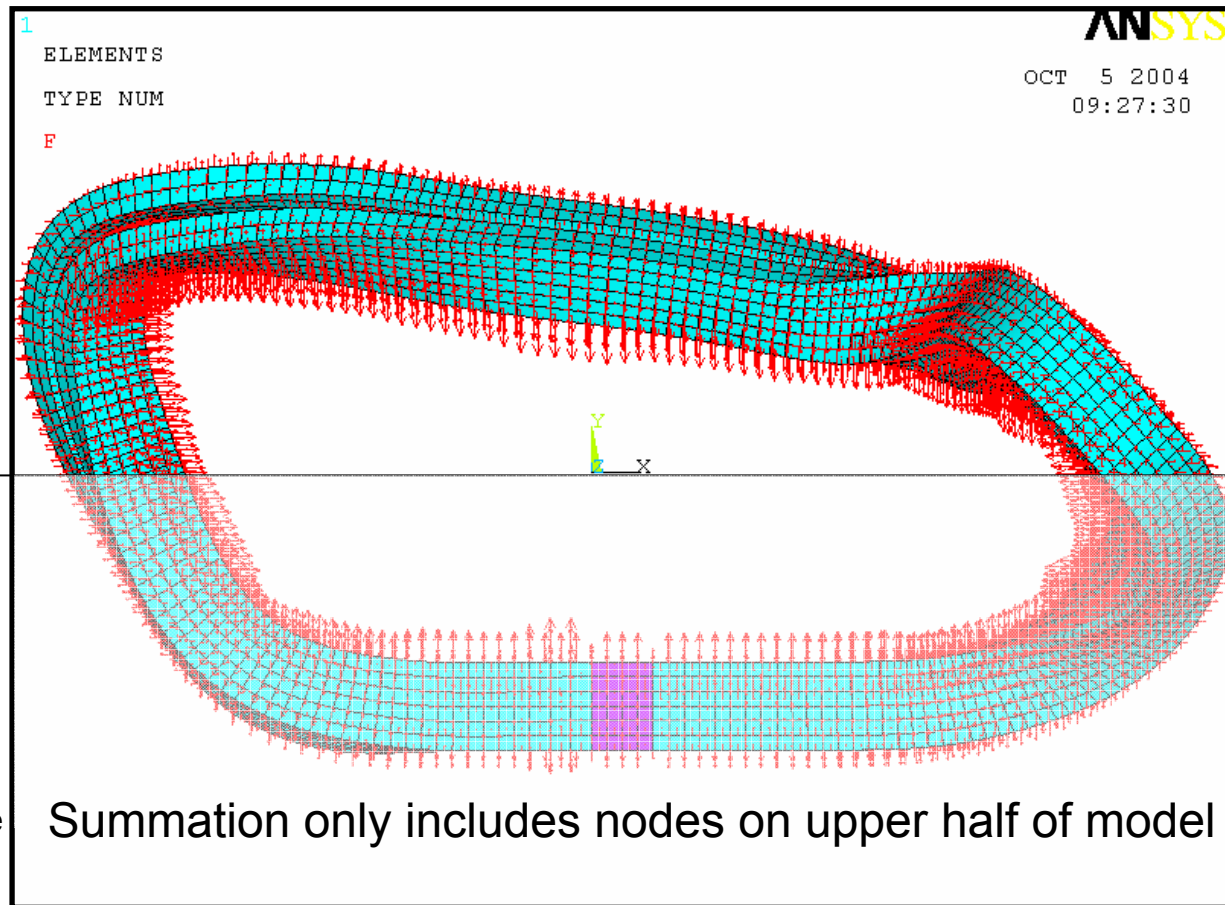 1
ELEMENTS
TYPE NUM
F
ANSYS
OCT 5 2004
09:27:30
Y
Z X
e Summation only includes nodes on upper half of model